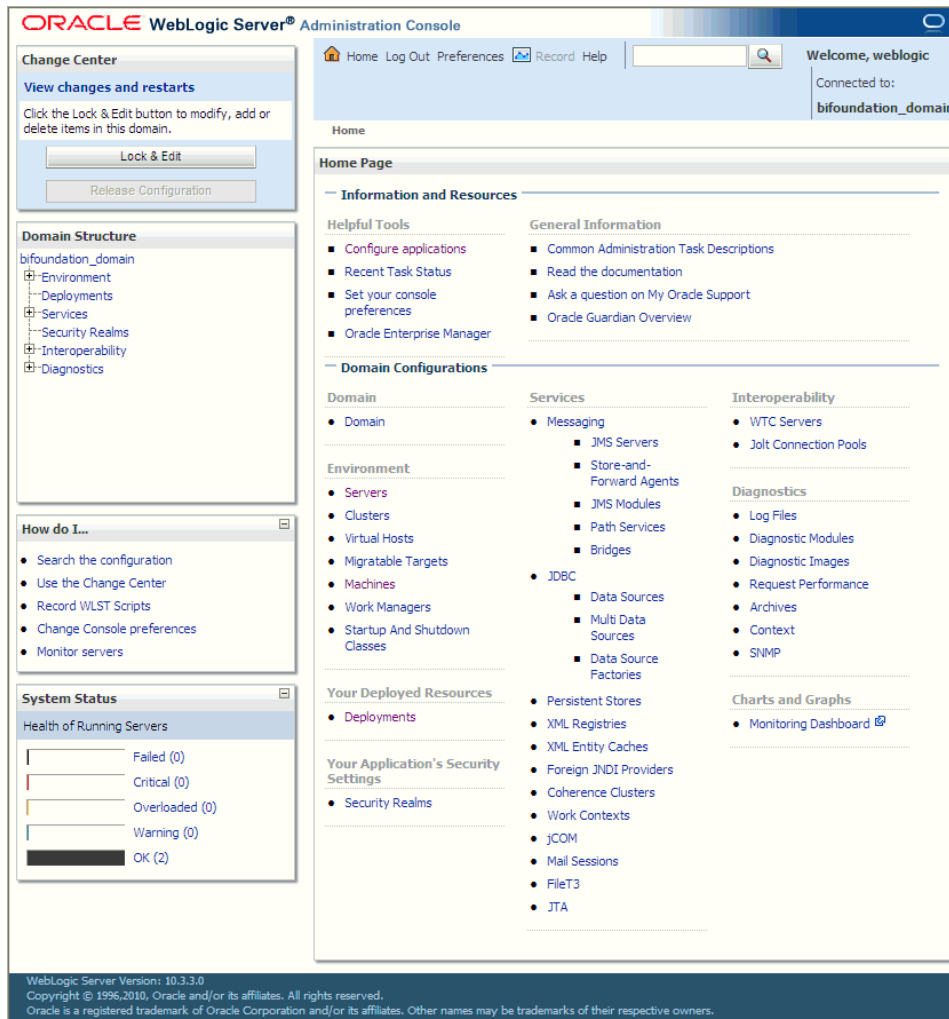 ORACLE WebLogic Server® Administration Console
Change Center
View changes and restarts
Click the Lock & Edit button to modify, add or
delete items in this domain.
Lock & Edit
Release Configuration
Domain Structure
bifoundation_domain
Environment
Deployments
Services
Security Realms
Interoperability
Diagnostics
How do I...
Search the configuration
Use the Change Center
Record WLST Scripts
Change Console preferences
Monitor servers
System Status
Health of Running Servers
Failed (0)
Critical (0)
Overloaded (0)
Warning (0)
OK (2)
Home Log Out Preferences Record Help
Welcome, weblogic
Connected to:
bifoundation_domain
Home
Home Page
Information and Resources
Helpful Tools
Configure applications
Recent Task Status
Set your console
preferences
Oracle Enterprise Manager
General Information
Common Administration Task Descriptions
Read the documentation
Ask a question on My Oracle Support
Oracle Guardian Overview
Domain Configurations
Domain
Domain
Environment
Servers
Clusters
Virtual Hosts
Migratable Targets
Machines
Work Managers
Startup And Shutdown
Classes
Your Deployed Resources
Deployments
Your Application's Security
Settings
Security Realms
Services
Messaging
JMS Servers
Store-and-
Forward Agents
JMS Modules
Path Services
Bridges
JDBC
Data Sources
Multi Data
Sources
Data Source
Factories
Persistent Stores
XML Registries
XML Entity Caches
Foreign JNDI Providers
Coherence Clusters
Work Contexts
jCOM
Mail Sessions
FileT3
JTA
Interoperability
WTC Servers
Jolt Connection Pools
Diagnostics
Log Files
Diagnostic Modules
Diagnostic Images
Request Performance
Archives
Context
SNMP
Charts and Graphs
Monitoring Dashboard
WebLogic Server Version: 10.3.3.0
Copyright © 1996,2010, Oracle and/or its affiliates. All rights reserved.
Oracle is a registered trademark of Oracle Corporation and/or its affiliates. Other names may be trademarks of their respective owners.